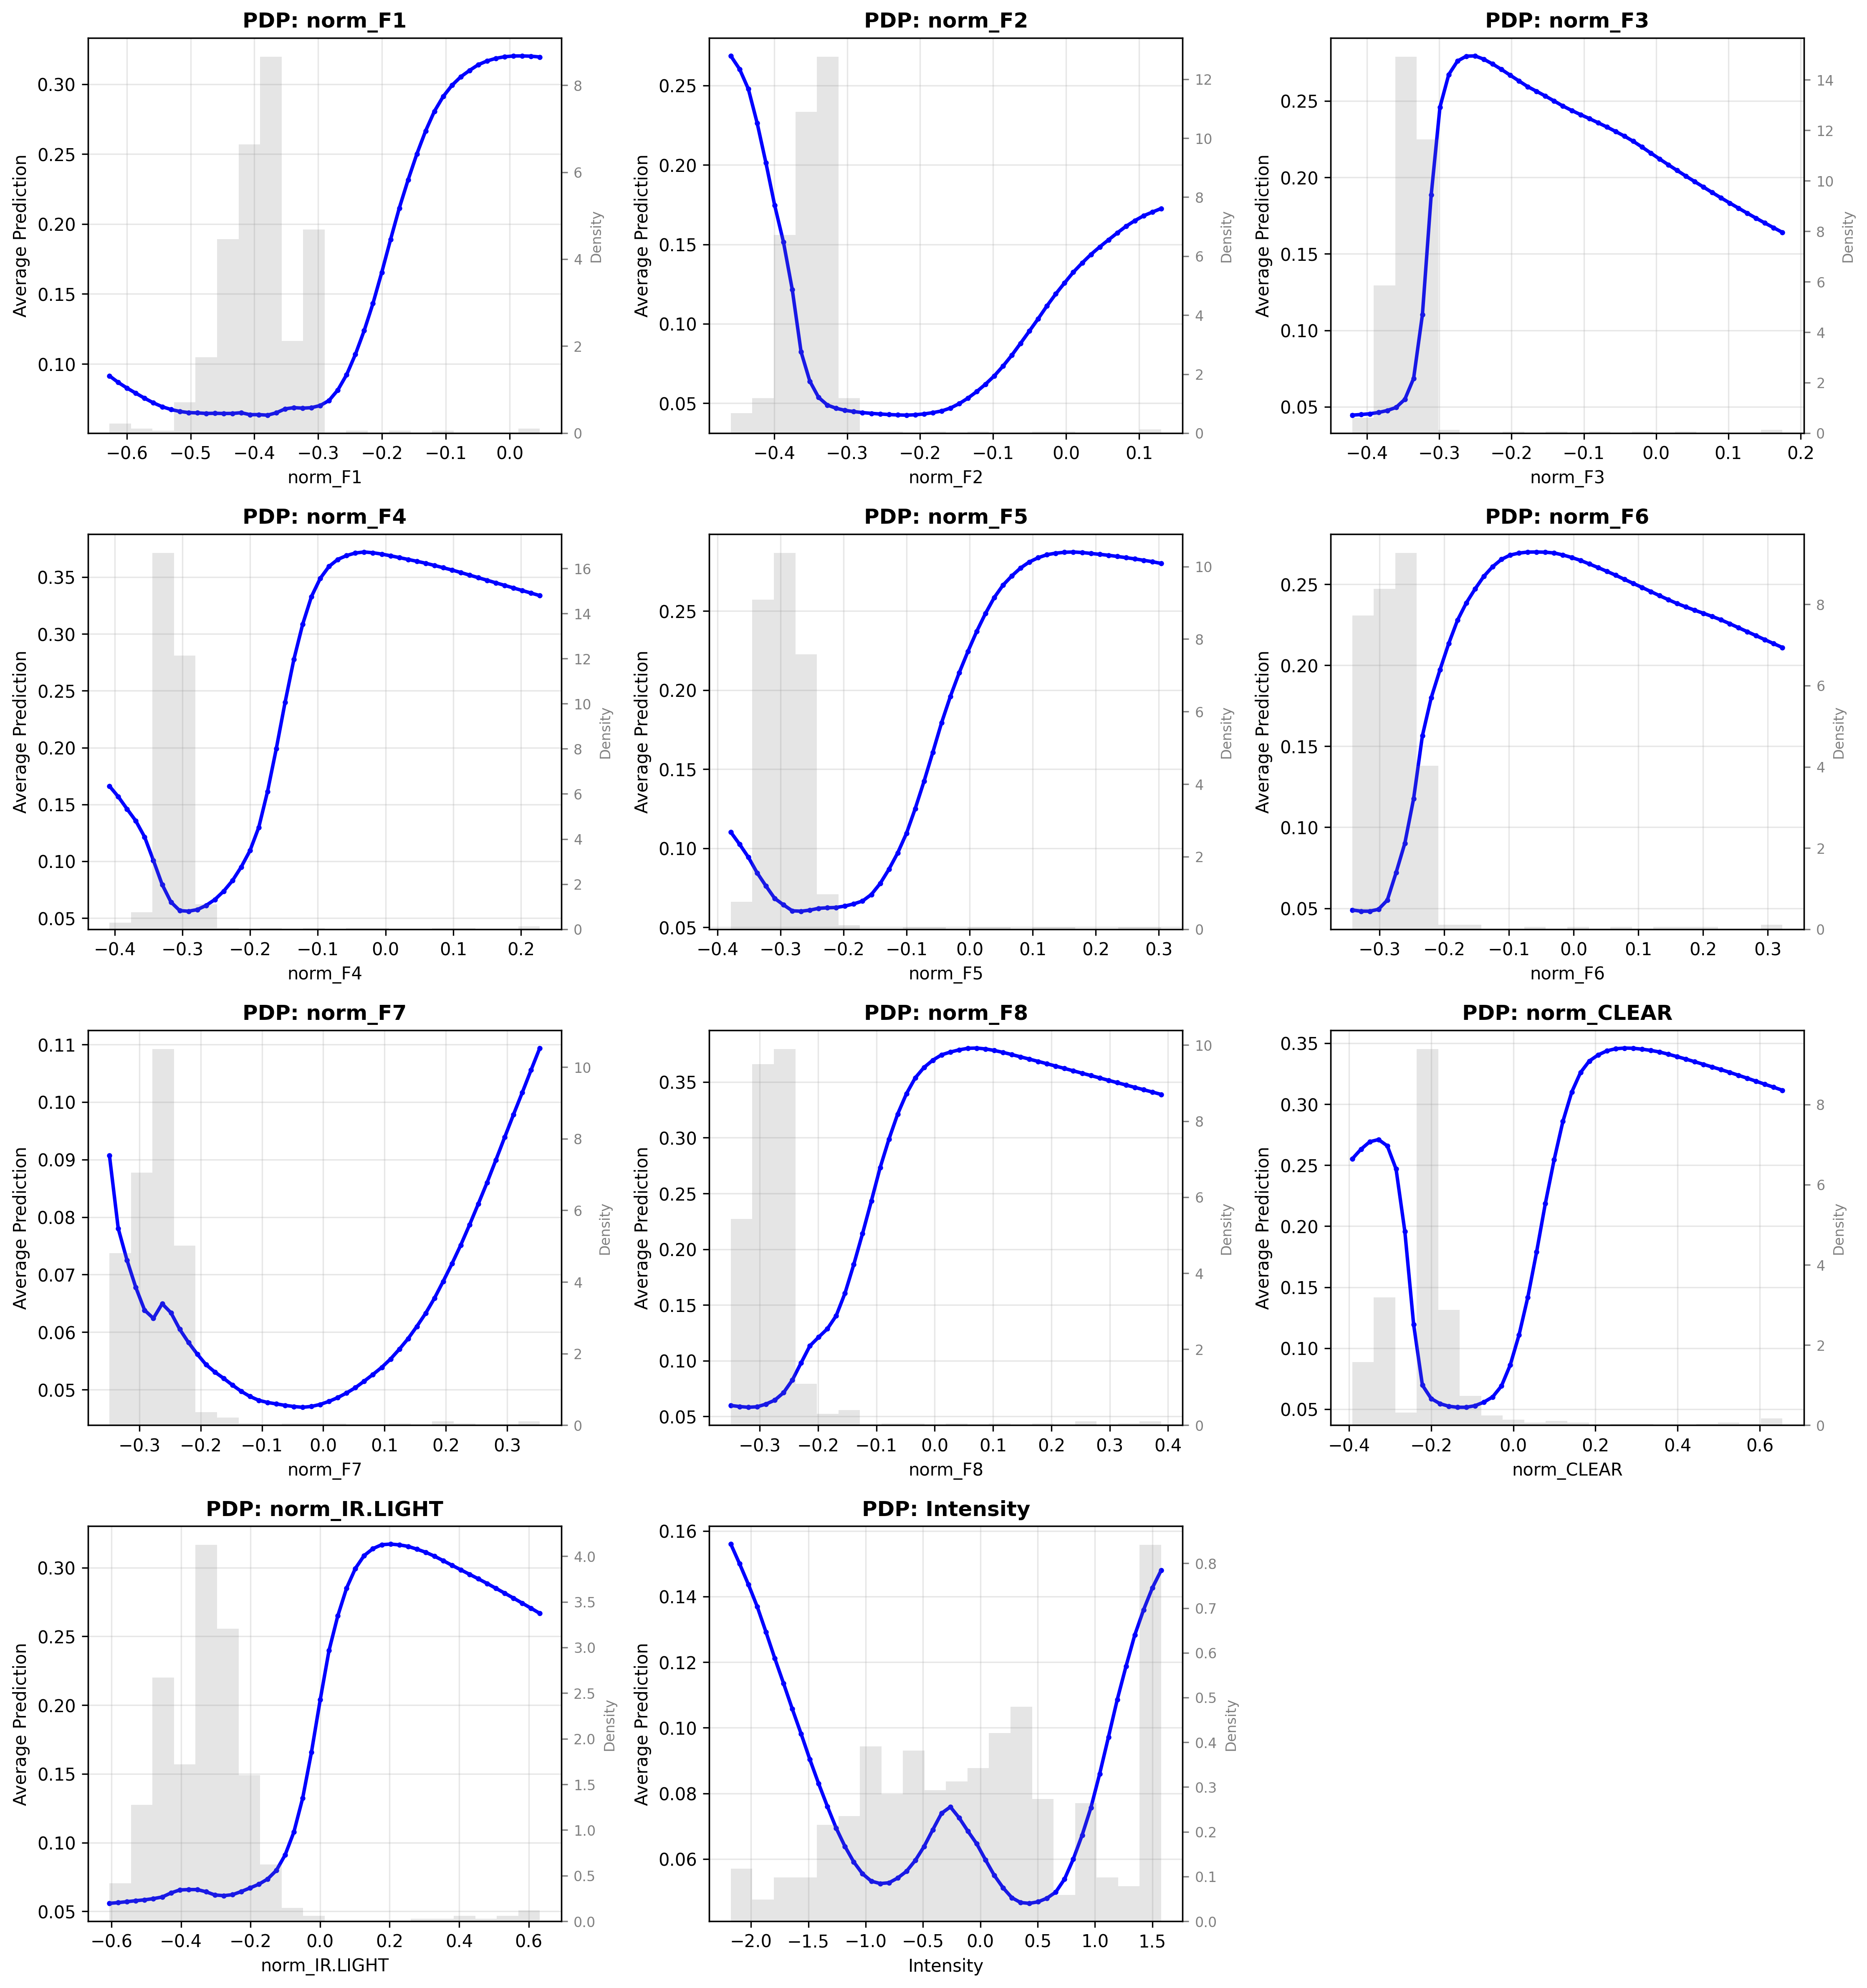 PDP: norm_F1
PDP: norm_F2
PDP: norm_F3
Average Prediction
0.30
0.25
0.20
0.15
0.10
8
6
4
2
0
Density
−0.6 −0.5 −0.4 −0.3 −0.2 −0.1 0.0
norm_F1
Average Prediction
0.25
0.20
0.15
0.10
0.05
12
10
8
6
4
2
0
Density
−0.4 −0.3 −0.2 −0.1 0.0 0.1
norm_F2
Average Prediction
0.25
0.20
0.15
0.10
0.05
14
12
10
8
6
4
2
0
Density
−0.4 −0.3 −0.2 −0.1 0.0 0.1 0.2
norm_F3
PDP: norm_F4
PDP: norm_F5
PDP: norm_F6
Average Prediction
0.35
0.30
0.25
0.20
0.15
0.10
0.05
16
14
12
10
8
6
4
2
0
Density
−0.4 −0.3 −0.2 −0.1 0.0 0.1 0.2
norm_F4
Average Prediction
0.25
0.20
0.15
0.10
0.05
10
8
6
4
2
0
Density
−0.4 −0.3 −0.2 −0.1 0.0 0.1 0.2 0.3
norm_F5
Average Prediction
0.25
0.20
0.15
0.10
0.05
8
6
4
2
0
Density
−0.3 −0.2 −0.1 0.0 0.1 0.2 0.3
norm_F6
PDP: norm_F7
PDP: norm_F8
PDP: norm_CLEAR
Average Prediction
0.11
0.10
0.09
0.08
0.07
0.06
0.05
10
8
6
4
2
0
Density
−0.3 −0.2 −0.1 0.0 0.1 0.2 0.3
norm_F7
Average Prediction
0.35
0.30
0.25
0.20
0.15
0.10
0.05
10
8
6
4
2
0
Density
−0.3 −0.2 −0.1 0.0 0.1 0.2 0.3 0.4
norm_F8
Average Prediction
0.35
0.30
0.25
0.20
0.15
0.10
0.05
8
6
4
2
0
Density
−0.4 −0.2 0.0 0.2 0.4 0.6
norm_CLEAR
PDP: norm_IR.LIGHT
PDP: Intensity
Average Prediction
0.30
0.25
0.20
0.15
0.10
0.05
4.0
3.5
3.0
2.5
2.0
1.5
1.0
0.5
0.0
Density
−0.6 −0.4 −0.2 0.0 0.2 0.4 0.6
norm_IR.LIGHT
Average Prediction
0.16
0.14
0.12
0.10
0.08
0.06
0.8
0.7
0.6
0.5
0.4
0.3
0.2
0.1
0.0
Density
−2.0 −1.5 −1.0 −0.5 0.0 0.5 1.0 1.5
Intensity